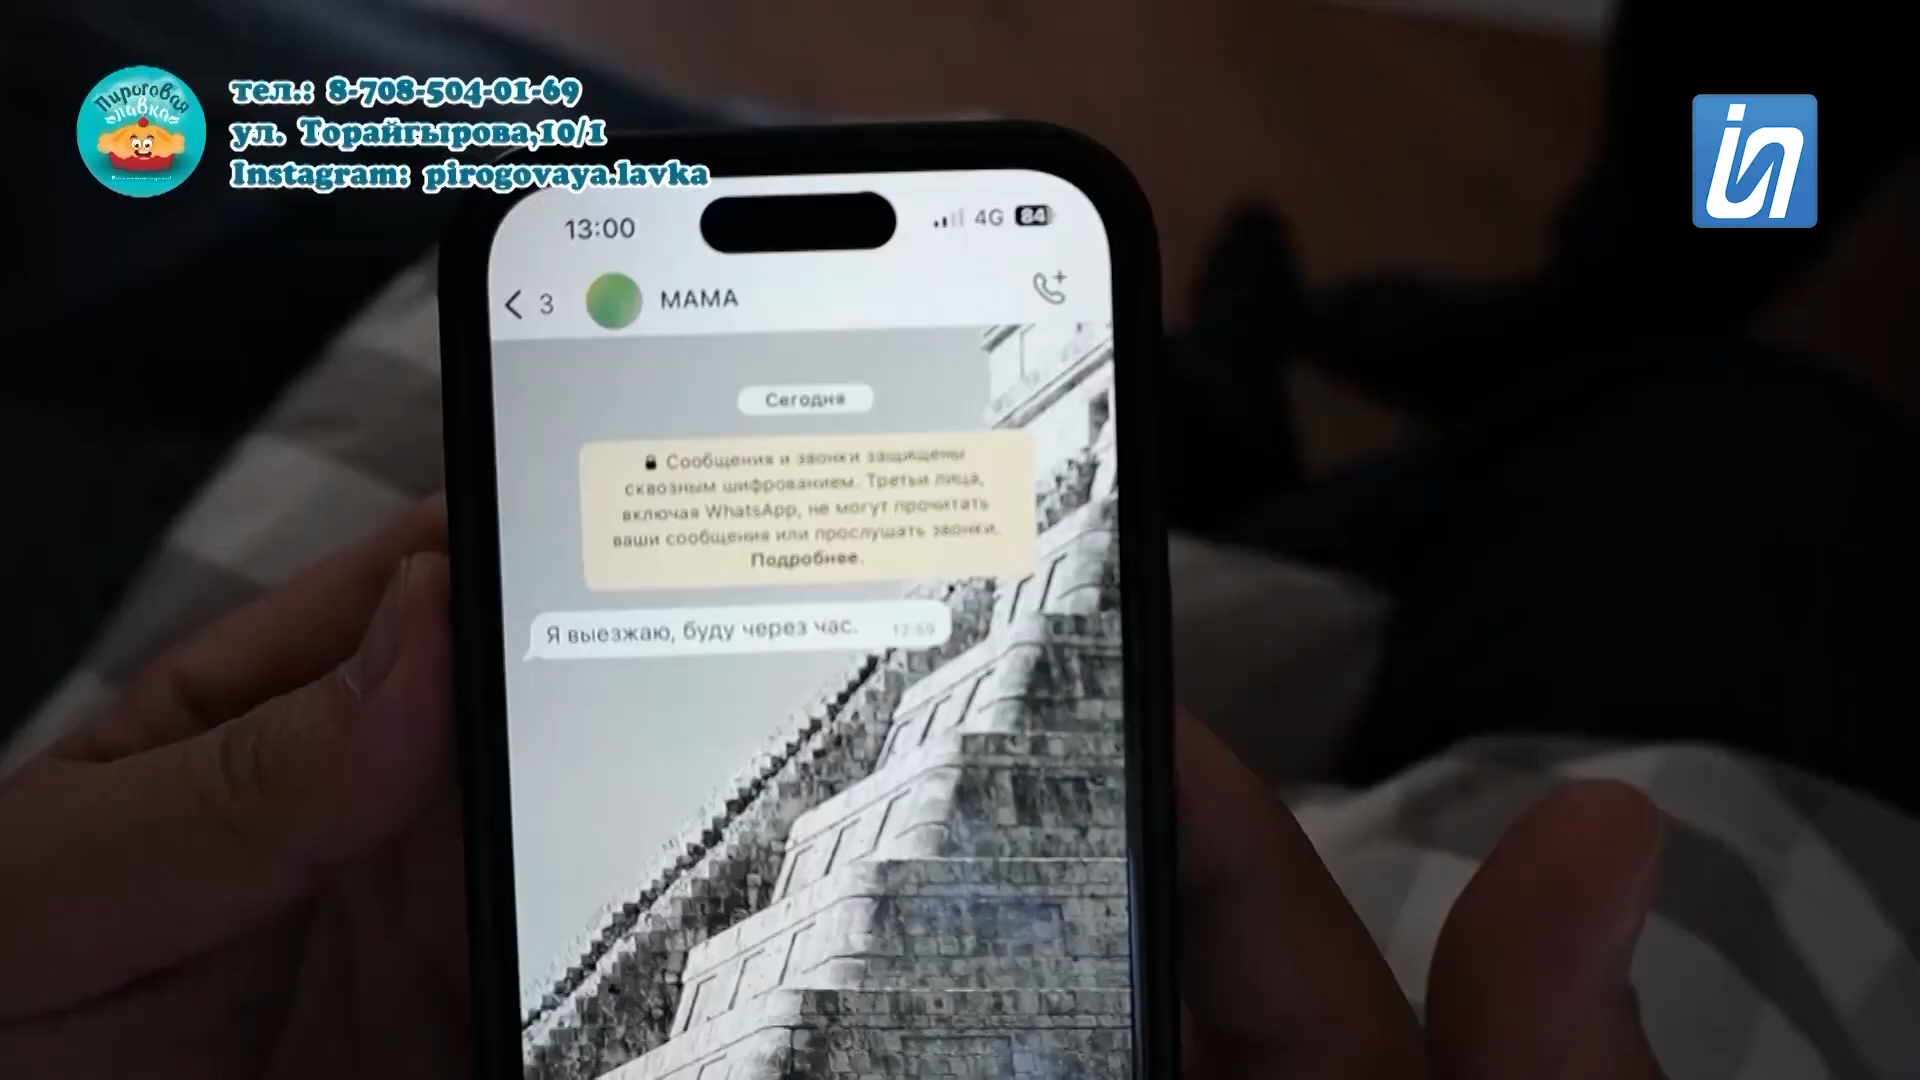 Пироговая
лавка
тел.: 8-708-504-01-69
ул. Торайгырова,10/1
Instagram: pirogovaya.lavka
13:00
4G
84
3
МАМА
Сегодня
Сообщения и звонки защищены
сквозным шифрованием. Третьи лица,
включая WhatsApp, не могут прочитать
ваши сообщения или прослушать звонки.
Подробнее.
Я выезжаю, буду через час.
12:59